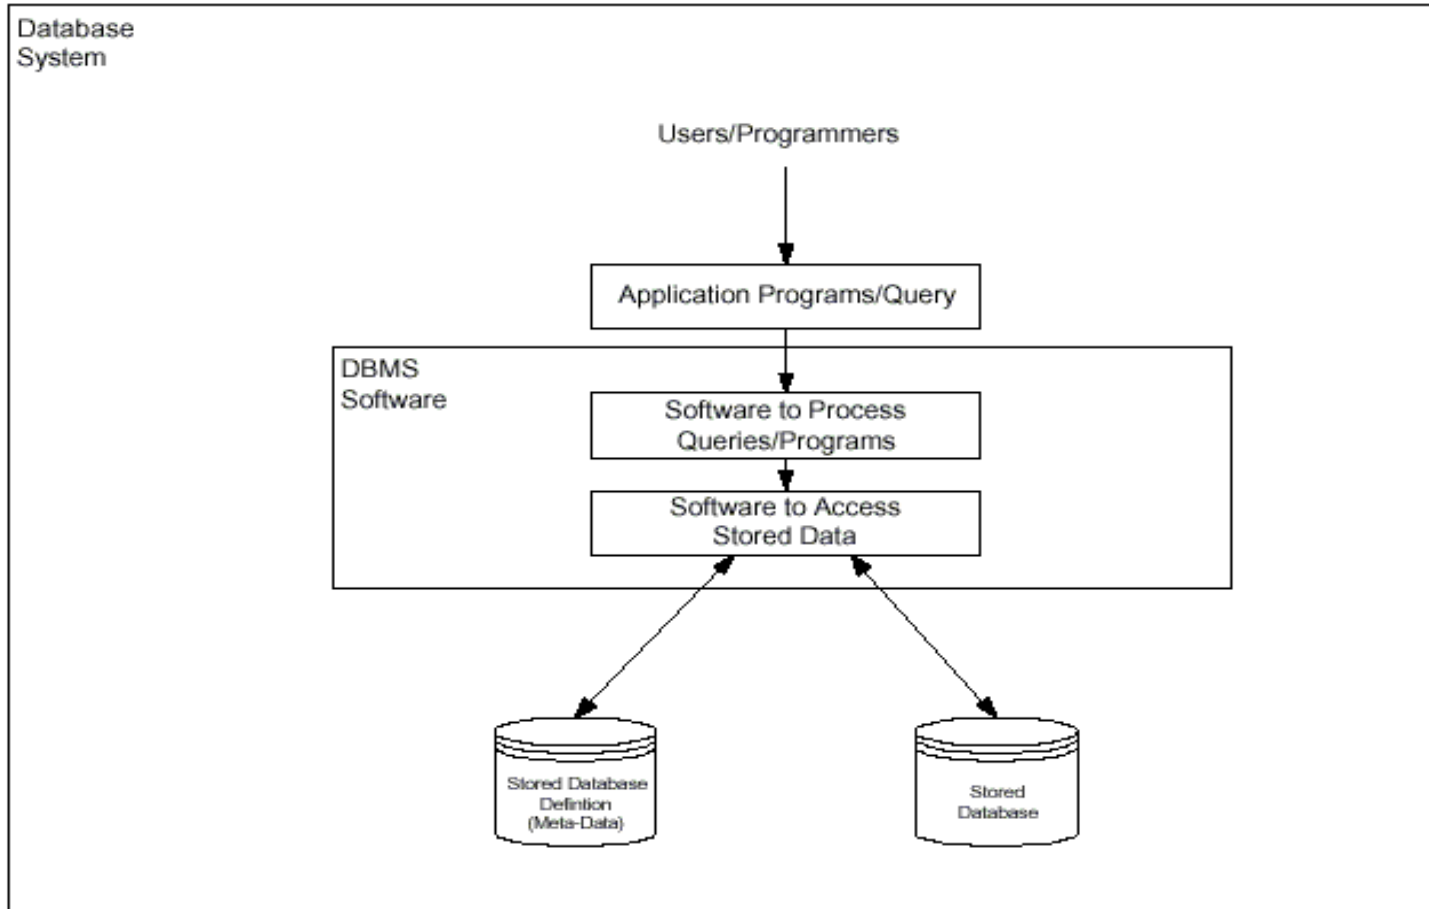 Database
System
Users/Programmers
Application Programs/Query
DBMS
Software
Software to Process
Queries/Programs
Software to Access
Stored Data
Stored Database
Defintion
(Meta-Data)
Stored
Database